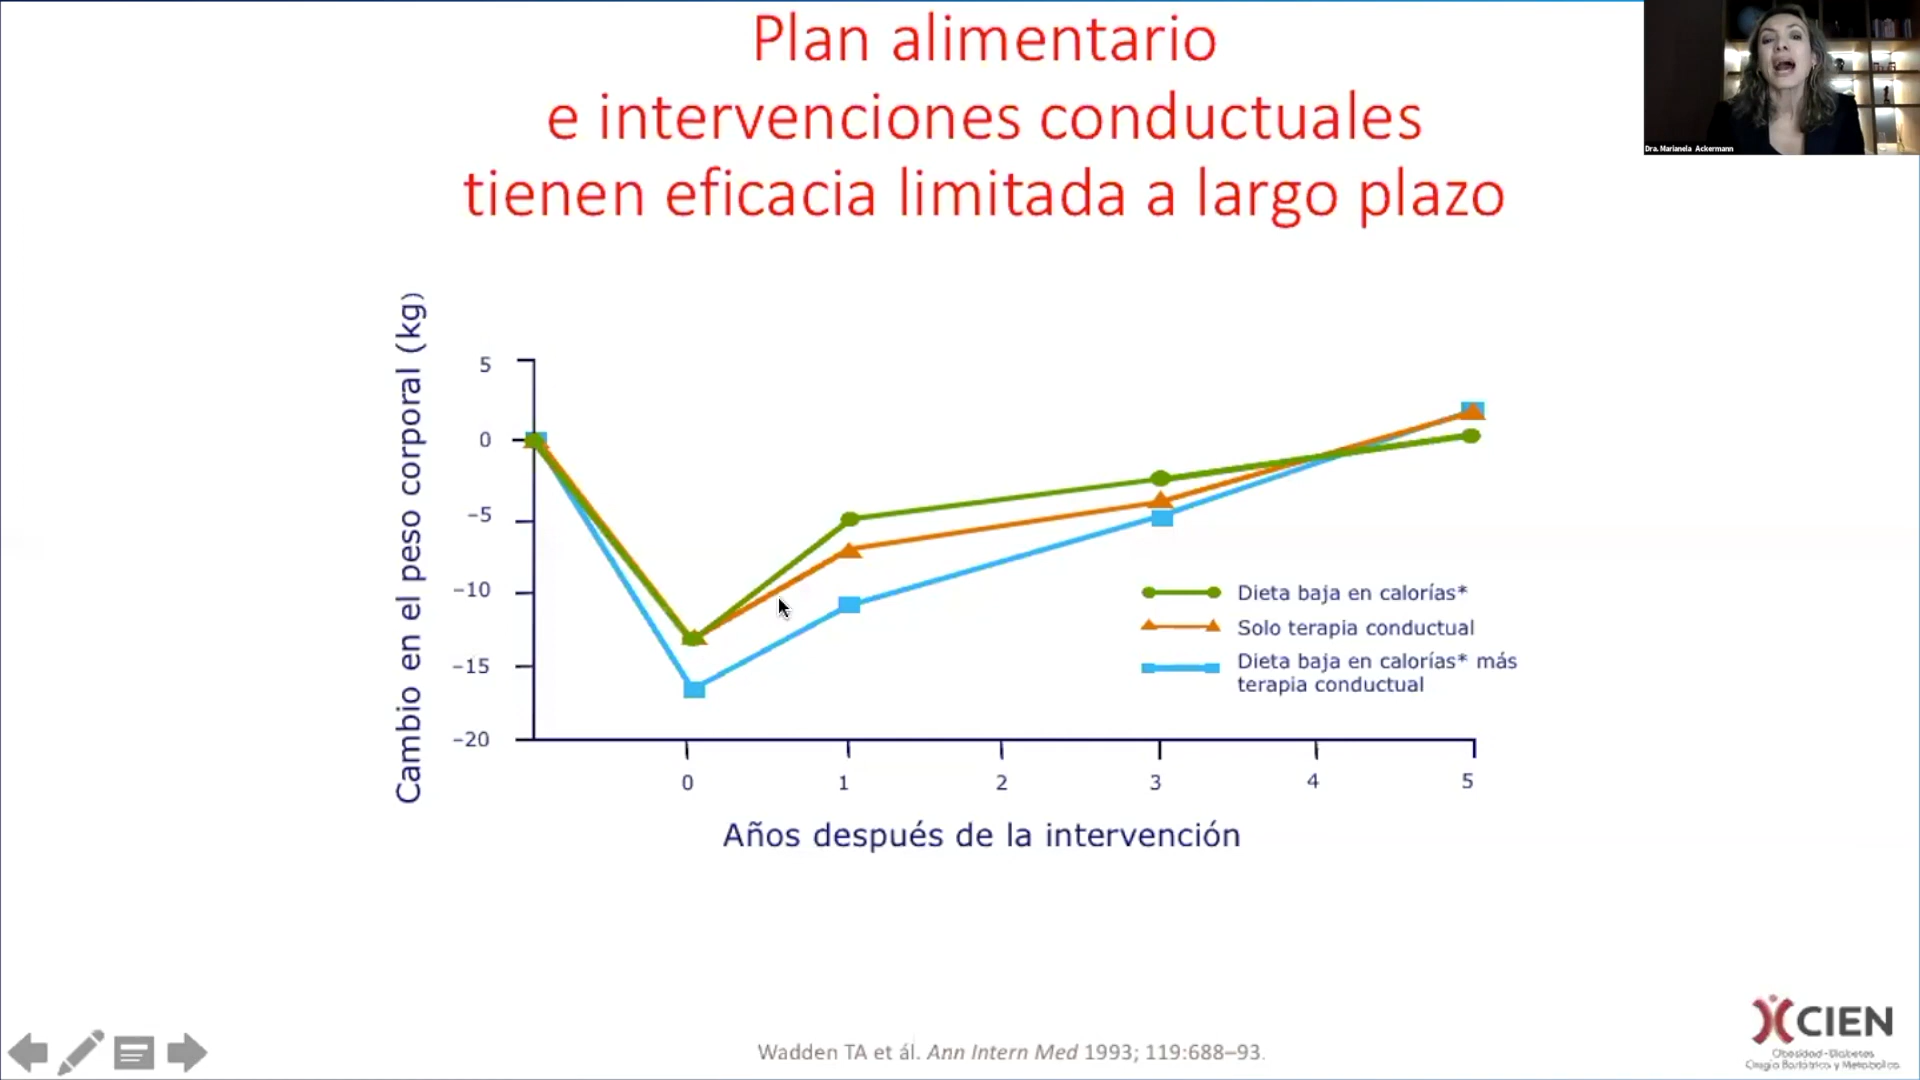 Plan alimentario
e intervenciones conductuales
tienen eficacia limitada a largo plazo
Dra. Marianela Ackermann
Cambio en el peso corporal (kg)
5
0
−5
−10
−15
−20
Dieta baja en calorías*
Solo terapia conductual
Dieta baja en calorías* más
terapia conductual
0 1 2 3 4 5
Años después de la intervención
Wadden TA et ál. Ann Intern Med 1993; 119:688–93.
CIEN
Obesidad - Diabetes
Cirugía Bariátrica y Metabólica